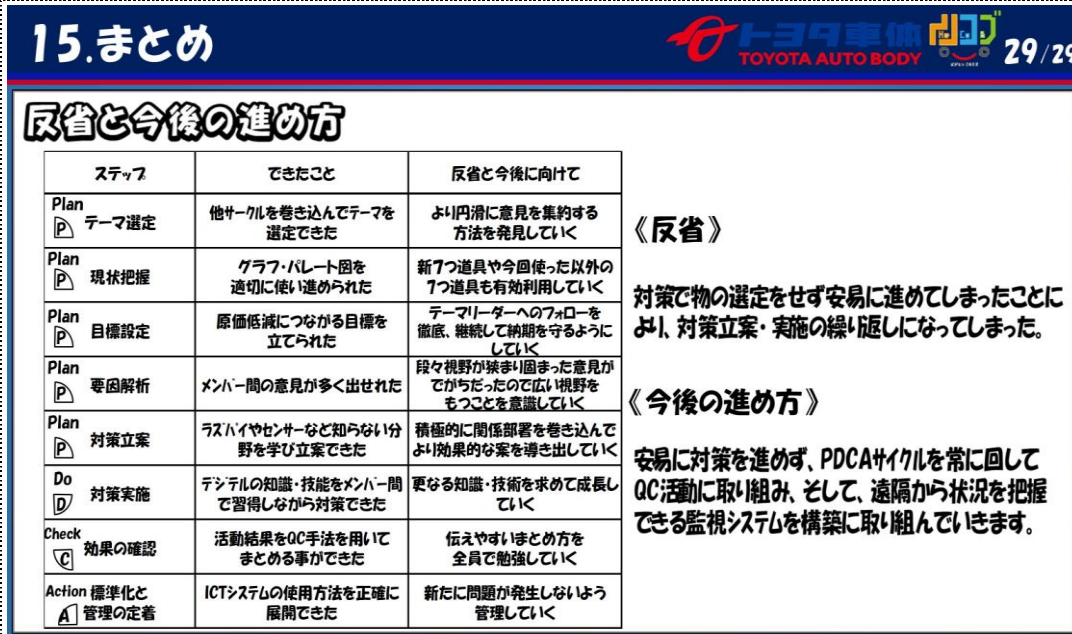 15.まとめ
トヨタ車体
TOYOTA AUTO BODY
29/29
反省と今後の進め方
ステップ
できたこと
反省と今後に向けて
Plan
P テーマ選定
他サークルを巻き込んでテーマを
選定できた
より円滑に意見を集約する
方法を発見していく
Plan
P 現状把握
グラフ・パレート図を
適切に使い進められた
新7つ道具や今回使った以外の
7つ道具も有効利用していく
Plan
P 目標設定
原価低減につながる目標を
立てられた
テーマリーダーへのフォローを
徹底、継続して納期を守るように
していく
Plan
P 要因解析
メンバー間の意見が多く出せれた
段々視野が狭まり固まった意見が
でがちだったので広い視野を
もつことを意識していく
Plan
P 対策立案
ラズパイやセンサーなど知らない分
野を学び立案できた
積極的に関係部署を巻き込んで
より効果的な案を導き出していく
Do
D 対策実施
デジテルの知識・技能をメンバー間
で習得しながら対策できた
更なる知識・技術を求めて成長し
ていく
Check
C 効果の確認
活動結果をQC手法を用いて
まとめる事ができた
伝えやすいまとめ方を
全員で勉強していく
Action 標準化と
A 管理の定着
ICTシステムの使用方法を正確に
展開できた
新たに問題が発生しないよう
管理していく
《反省》
対策で物の選定をせず安易に進めてしまったことに
より、対策立案・実施の繰り返しになってしまった。
《今後の進め方》
安易に対策を進めず、PDCAサイクルを常に回して
QC活動に取り組み、そして、遠隔から状況を把握
できる監視システムを構築に取り組んでいきます。